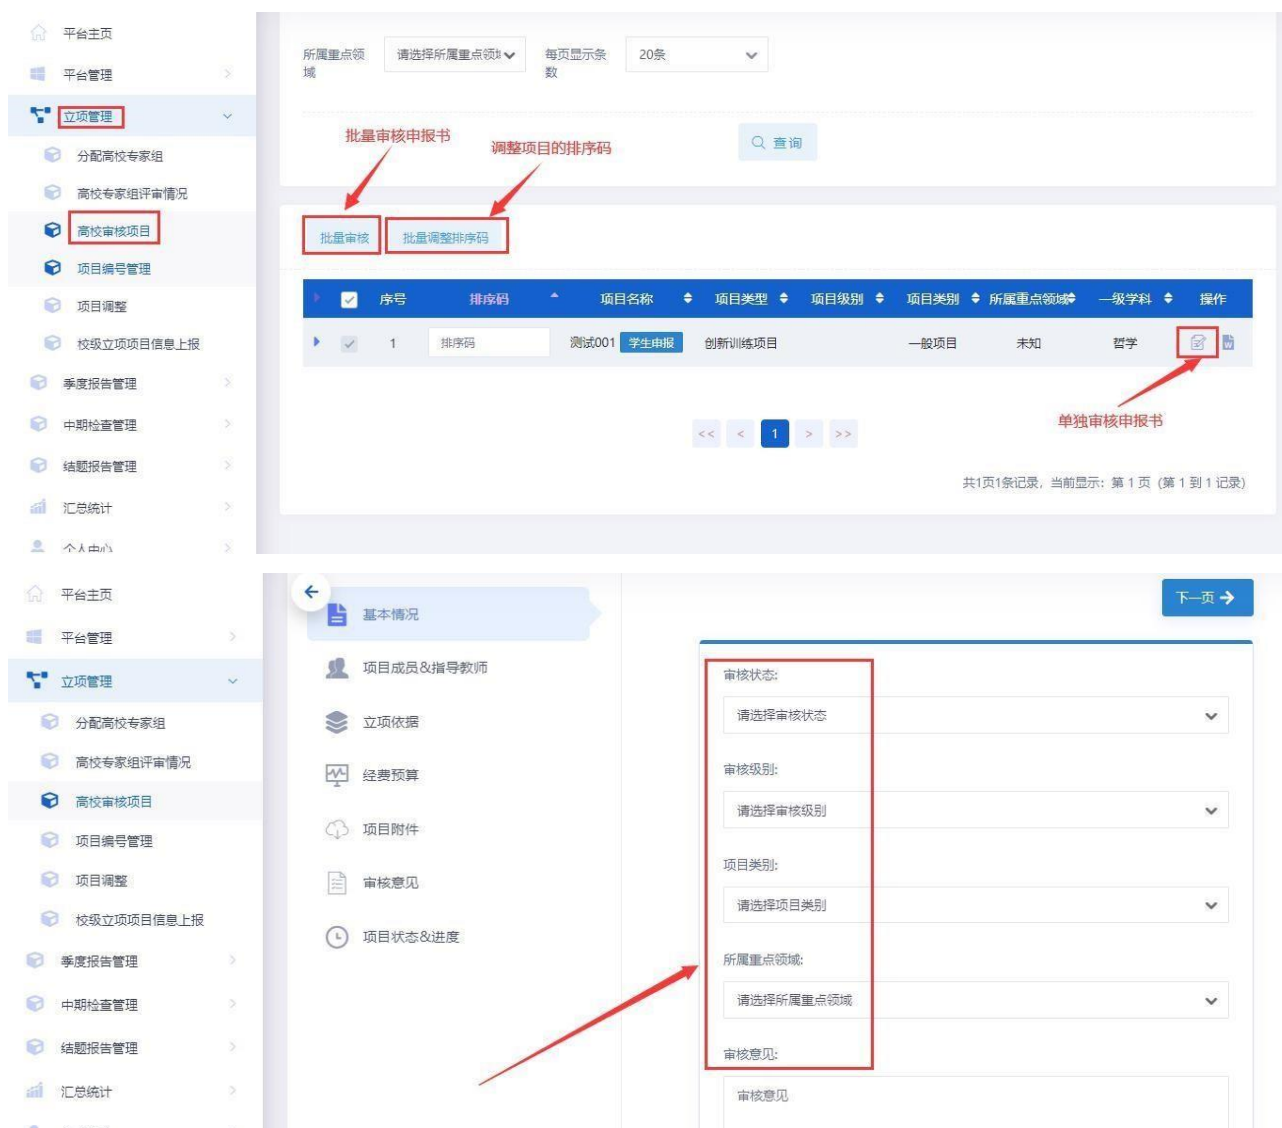 平台主页
平台管理
立项管理
分配高校专家组
高校专家组评审情况
高校审核项目
项目编号管理
项目调整
校级立项项目信息上报
季度报告管理
中期检查管理
结题报告管理
汇总统计
个人中心
所属重点领域
请选择所属重点领域
每页显示条数
20条
查询
批量审核申报书
调整项目的排序码
批量审核
批量调整排序码
序号 排序码 项目名称 项目类型 项目级别 项目类别 所属重点领域 一级学科 操作
1 排序码 测试001 学生申报 创新训练项目 一般项目 未知 哲学
单独审核申报书
<< < 1 > >>
共1页1条记录，当前显示：第 1 页 (第 1 到 1 记录)
平台主页
平台管理
立项管理
分配高校专家组
高校专家组评审情况
高校审核项目
项目编号管理
项目调整
校级立项项目信息上报
季度报告管理
中期检查管理
结题报告管理
汇总统计
基本情况
项目成员&指导教师
立项依据
经费预算
项目附件
审核意见
项目状态&进度
下一页
审核状态:
请选择审核状态
审核级别:
请选择审核级别
项目类别:
请选择项目类别
所属重点领域:
请选择所属重点领域
审核意见:
审核意见